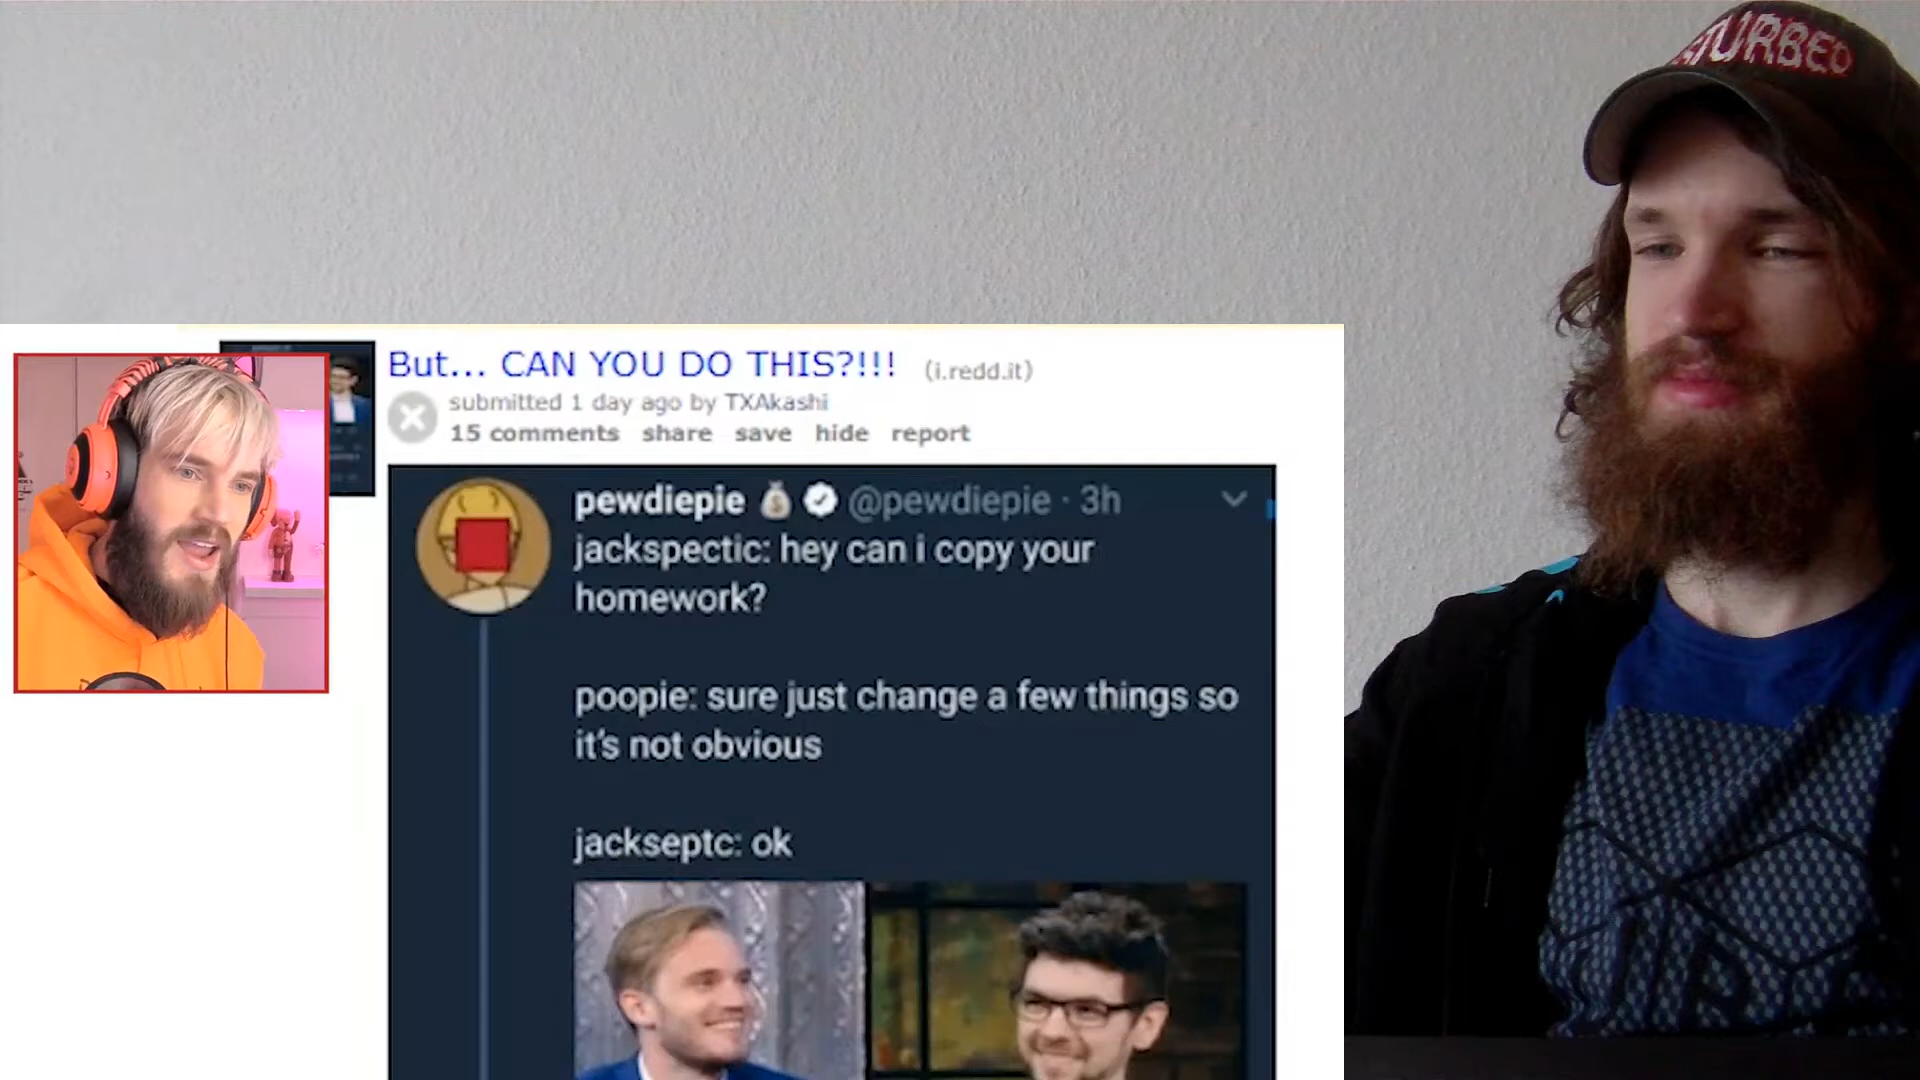 TURBED
But... CAN YOU DO THIS?!!! (i.redd.it)
submitted 1 day ago by TXAkashi
15 comments share save hide report
pewdiepie @pewdiepie · 3h
jackspectic: hey can i copy your
homework?
poopie: sure just change a few things so
it's not obvious
jackseptc: ok